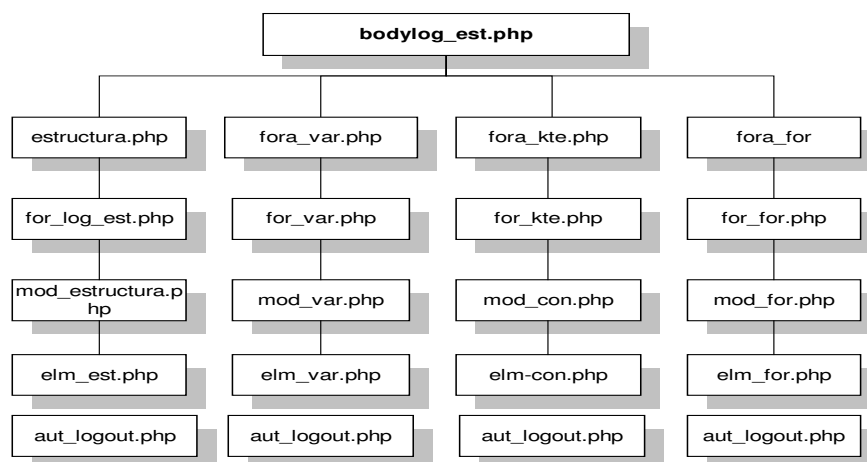 bodylog_est.php
estructura.php
fora_var.php
fora_kte.php
fora_for
for_log_est.php
for_var.php
for_kte.php
for_for.php
mod_estructura.p
hp
mod_var.php
mod_con.php
mod_for.php
elm_est.php
elm_var.php
elm-con.php
elm_for.php
aut_logout.php
aut_logout.php
aut_logout.php
aut_logout.php